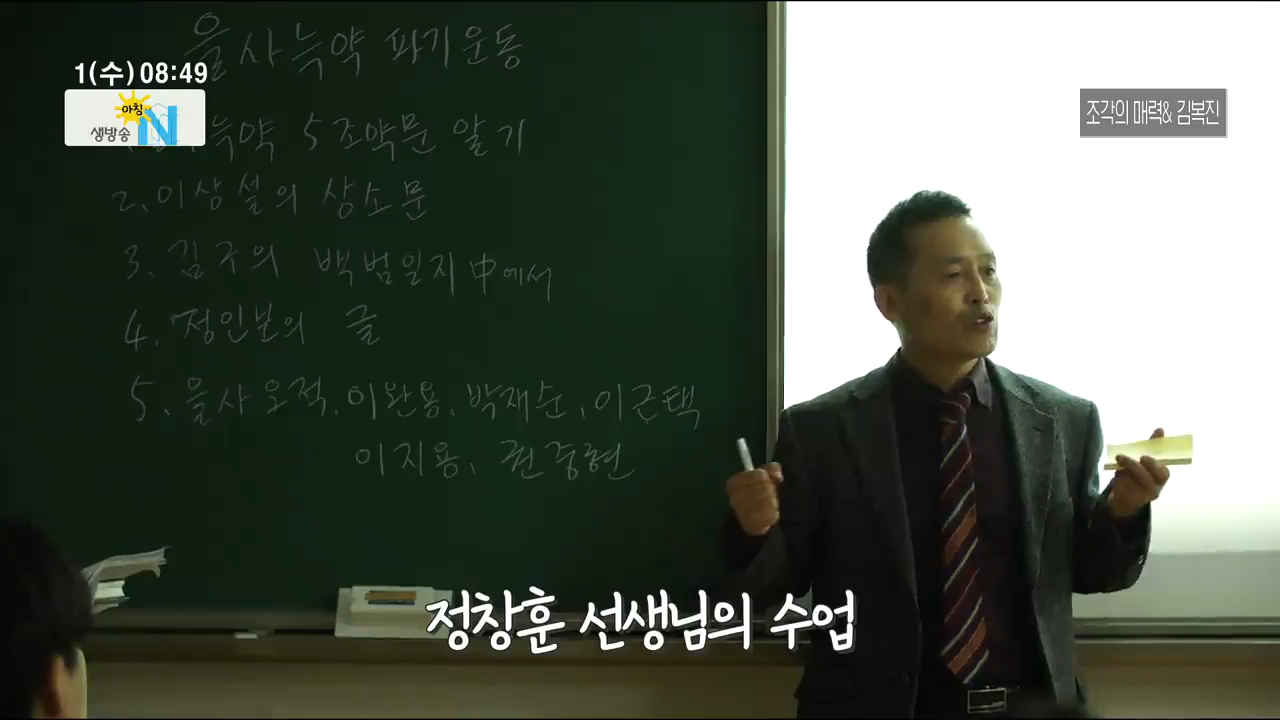 을사늑약 파기운동
1(수) 08:49
아침
생방송 N
조각의 매력& 김복진
늑약 5조약문 알기
2. 이상설의 상소문
3. 김구의 백범일지 中에서
4. 정인보의 글
5. 을사오적. 이완용, 박재순, 이근택
이지용, 권중현
정창훈 선생님의 수업